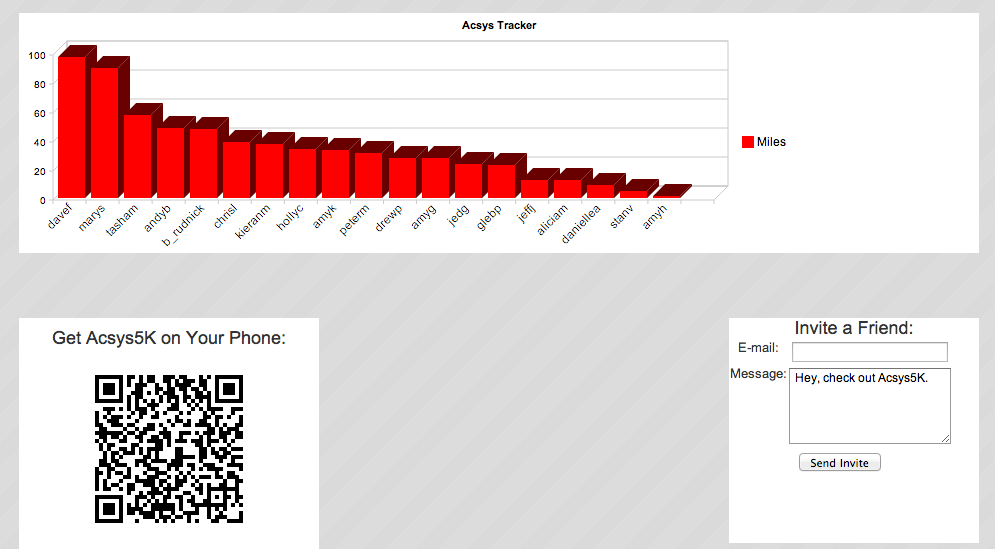 Acsys Tracker
100
80
60
40
20
0
Miles
davef
marys
tasham
andyb
b_rudnick
chrisl
kieranm
hollyc
amyk
peterm
drewp
amyg
jedg
glebp
jeffj
aliciam
daniellea
stanv
amyh
Get Acsys5K on Your Phone:
Invite a Friend:
E-mail:
Message:
Hey, check out Acsys5K.
Send Invite